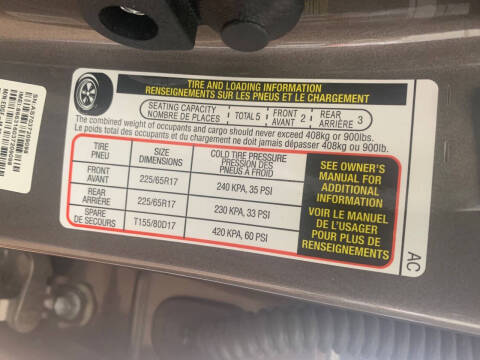 TIRE AND LOADING INFORMATION
RENSEIGNEMENTS SUR LES PNEUS ET LE CHARGEMENT
SEATING CAPACITY
NOMBRE DE PLACES
TOTAL 5
FRONT
AVANT 2
REAR
ARRIÈRE 3
The combined weight of occupants and cargo should never exceed 408kg or 900lbs.
Le poids total des occupants et du chargement ne doit jamais dépasser 408kg ou 900lb.
TIRE
PNEU
SIZE
DIMENSIONS
COLD TIRE PRESSURE
PRESSION DES
PNEUS À FROID
FRONT
AVANT
225/65R17
240 KPA, 35 PSI
REAR
ARRIÈRE
225/65R17
230 KPA, 33 PSI
SPARE
DE SECOURS
T155/80D17
420 KPA, 60 PSI
SEE OWNER'S
MANUAL FOR
ADDITIONAL
INFORMATION
VOIR LE MANUEL
DE L'USAGER
POUR PLUS DE
RENSEIGNEMENTS
AC